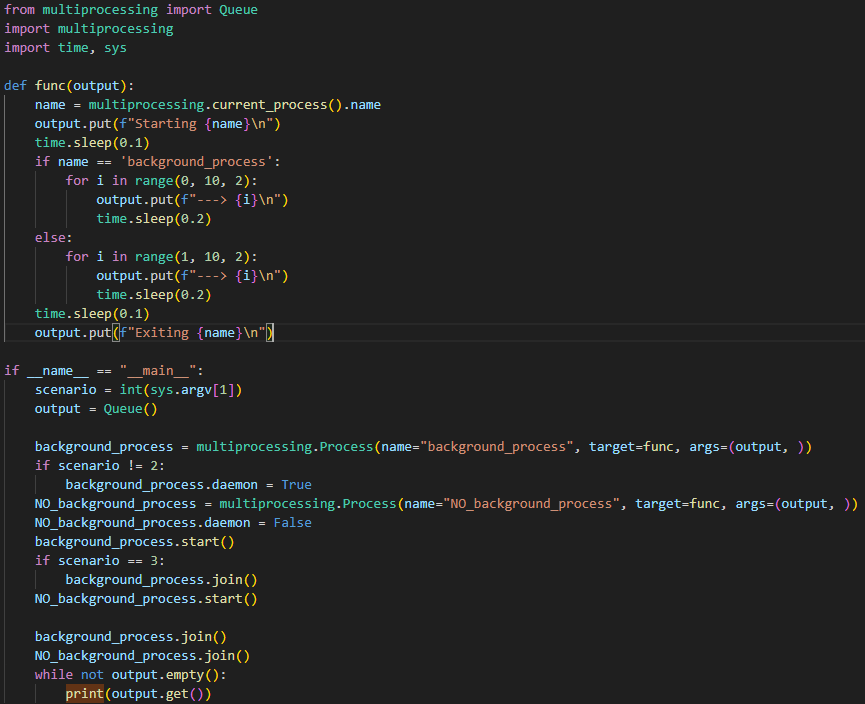 from multiprocessing import Queue
import multiprocessing
import time, sys

def func(output):
    name = multiprocessing.current_process().name
    output.put(f"Starting {name}\n")
    time.sleep(0.1)
    if name == 'background_process':
        for i in range(0, 10, 2):
            output.put(f"---> {i}\n")
            time.sleep(0.2)
    else:
        for i in range(1, 10, 2):
            output.put(f"---> {i}\n")
            time.sleep(0.2)
    time.sleep(0.1)
    output.put(f"Exiting {name}\n")

if __name__ == "__main__":
    scenario = int(sys.argv[1])
    output = Queue()

    background_process = multiprocessing.Process(name="background_process", target=func, args=(output, ))
    if scenario != 2:
        background_process.daemon = True
    NO_background_process = multiprocessing.Process(name="NO_background_process", target=func, args=(output, ))
    NO_background_process.daemon = False
    background_process.start()
    if scenario == 3:
        background_process.join()
    NO_background_process.start()

    background_process.join()
    NO_background_process.join()
    while not output.empty():
        print(output.get())